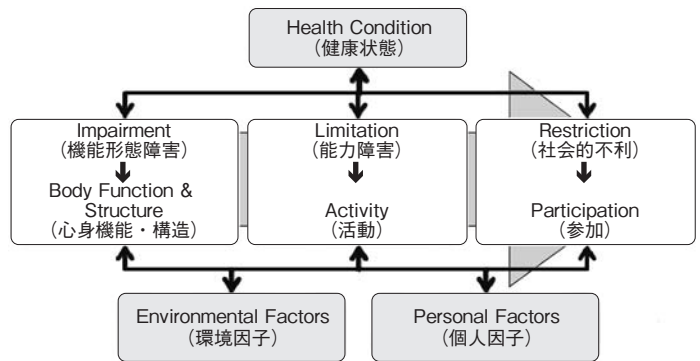 Health Condition
（健康状態）
Impairment
（機能形態障害）
Body Function &
Structure
（心身機能・構造）
Limitation
（能力障害）
Activity
（活動）
Restriction
（社会的不利）
Participation
（参加）
Environmental Factors
（環境因子）
Personal Factors
（個人因子）